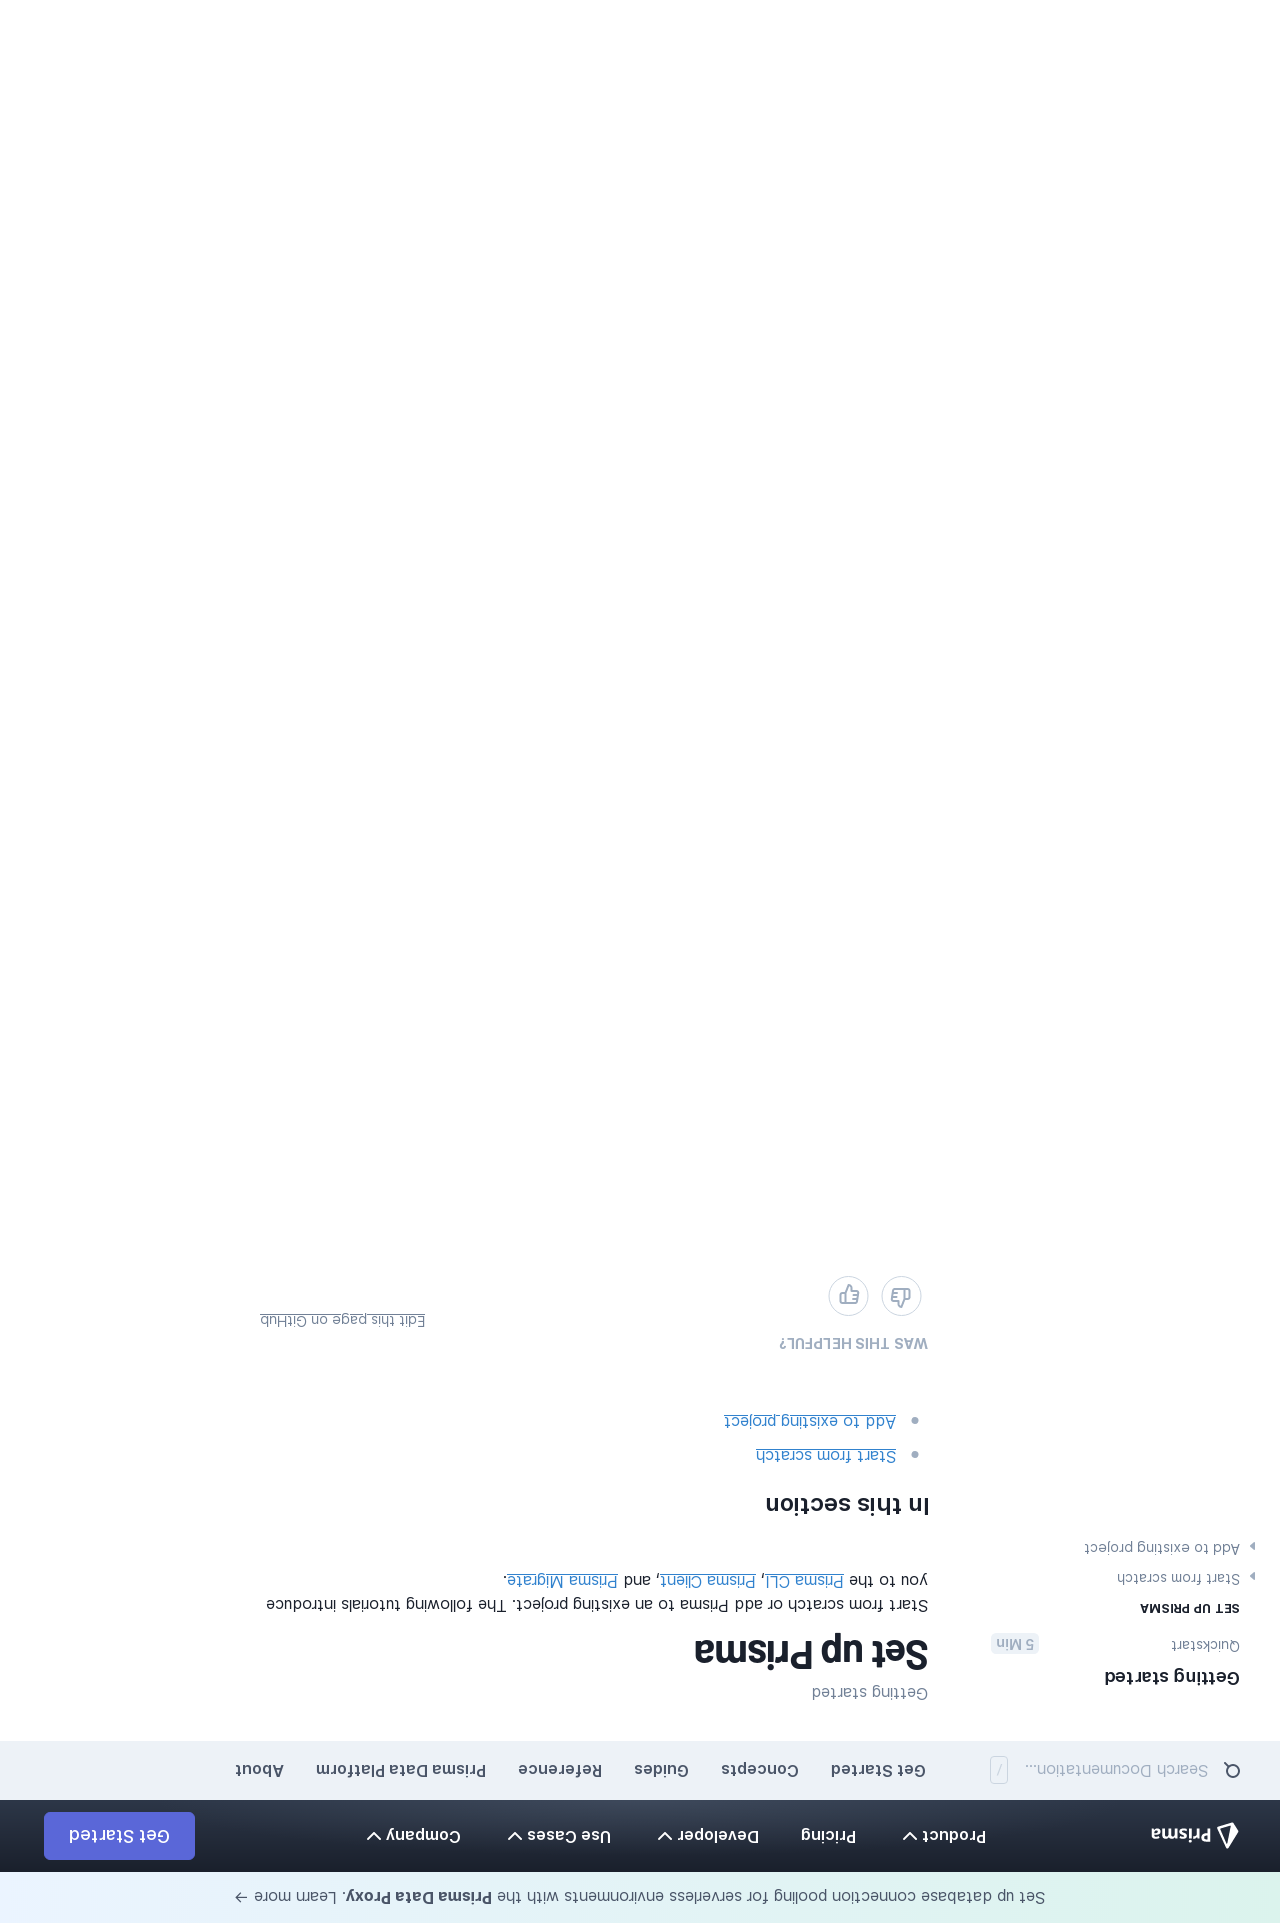 Set up database connection pooling for serverless environments with the Prisma Data Proxy. Learn more →
Prisma
Product
Pricing
Developer
Use Cases
Company
Get Started
Search Documentation...
/
Get Started
Concepts
Guides
Reference
Prisma Data Platform
About
Getting started
Quickstart
5 Min
SET UP PRISMA
Start from scratch
Add to existing project
Getting started
Set up Prisma
Start from scratch or add Prisma to an existing project. The following tutorials introduce
you to the Prisma CLI, Prisma Client, and Prisma Migrate.
In this section
Start from scratch
Add to existing project
WAS THIS HELPFUL?
Edit this page on GitHub